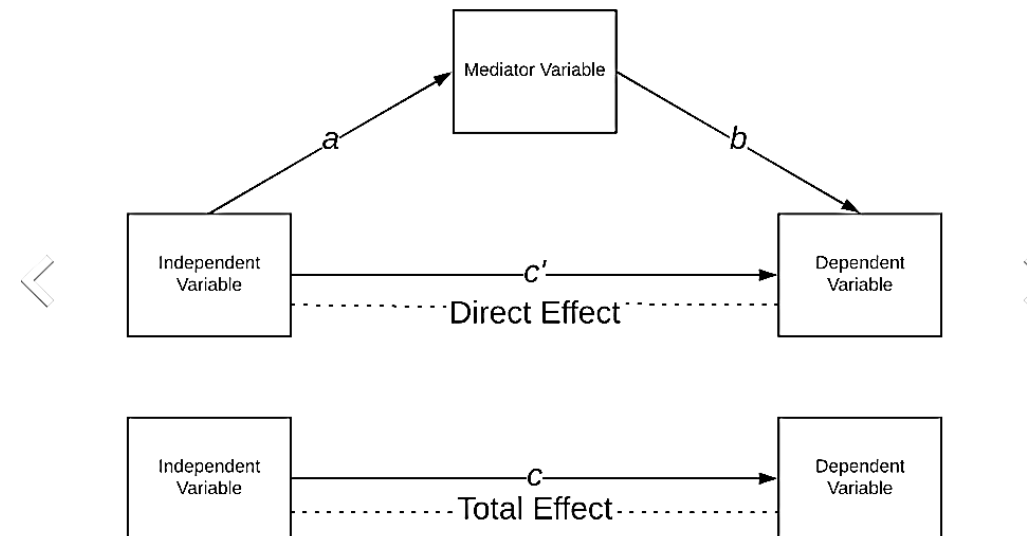 Mediator Variable
a
b
Independent
Variable
c'
Dependent
Variable
Direct Effect
Independent
Variable
c
Dependent
Variable
Total Effect